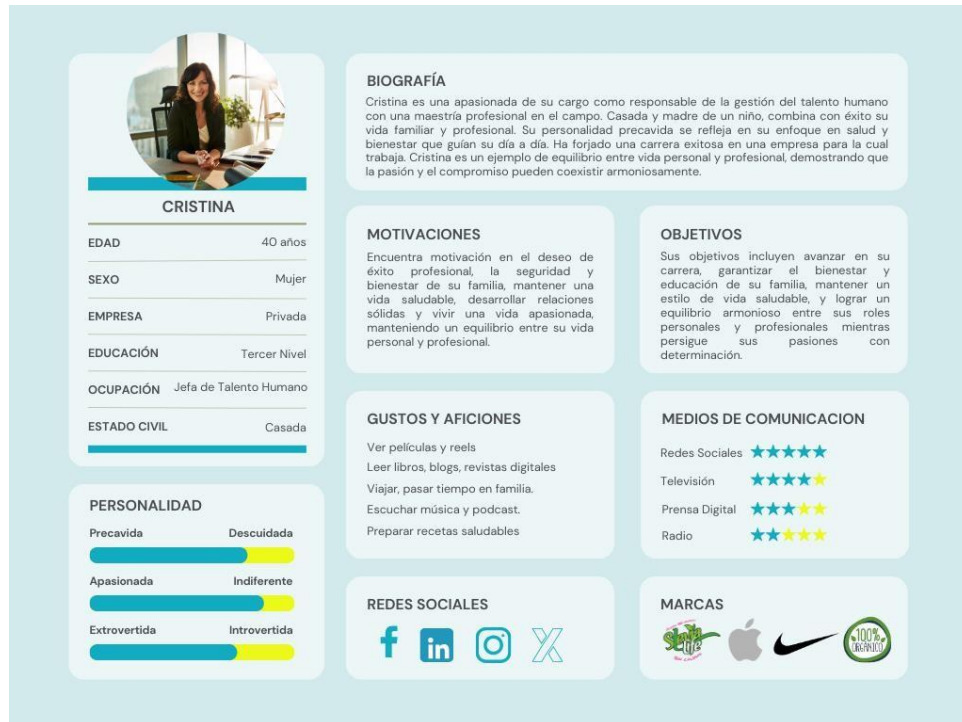 CRISTINA
EDAD 40 años
SEXO Mujer
EMPRESA Privada
EDUCACIÓN Tercer Nivel
OCUPACIÓN Jefa de Talento Humano
ESTADO CIVIL Casada
PERSONALIDAD
Precavida Descuidada
Apasionada Indiferente
Extrovertida Introvertida
BIOGRAFÍA
Cristina es una apasionada de su cargo como responsable de la gestión del talento humano
con una maestría profesional en el campo. Casada y madre de un niño, combina con éxito su
vida familiar y profesional. Su personalidad precavida se refleja en su enfoque en salud y
bienestar que guían su día a día. Ha forjado una carrera exitosa en una empresa para la cual
trabaja. Cristina es un ejemplo de equilibrio entre vida personal y profesional, demostrando que
la pasión y el compromiso pueden coexistir armoniosamente.
MOTIVACIONES
Encuentra motivación en el deseo de
éxito profesional, la seguridad y
bienestar de su familia, mantener una
vida saludable, desarrollar relaciones
sólidas y vivir una vida apasionada,
manteniendo un equilibrio entre su vida
personal y profesional.
OBJETIVOS
Sus objetivos incluyen avanzar en su
carrera, garantizar el bienestar y
educación de su familia, mantener un
estilo de vida saludable, y lograr un
equilibrio armonioso entre sus roles
personales y profesionales mientras
persigue sus pasiones con
determinación.
GUSTOS Y AFICIONES
Ver películas y reels
Leer libros, blogs, revistas digitales
Viajar, pasar tiempo en familia.
Escuchar música y podcast.
Preparar recetas saludables
MEDIOS DE COMUNICACION
Redes Sociales
Televisión
Prensa Digital
Radio
REDES SOCIALES
f
in
X
MARCAS
100%
ORGÁNICO